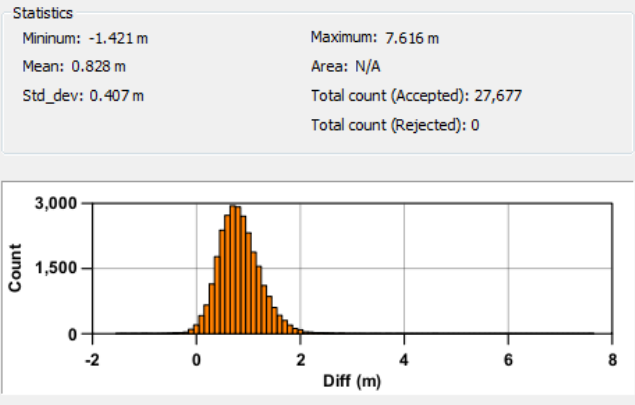 Statistics
Mininum: -1.421 m
Maximum: 7.616 m
Mean: 0.828 m
Area: N/A
Std_dev: 0.407 m
Total count (Accepted): 27,677
Total count (Rejected): 0
3,000
1,500
0
Count
-2 0 2 4 6 8
Diff (m)